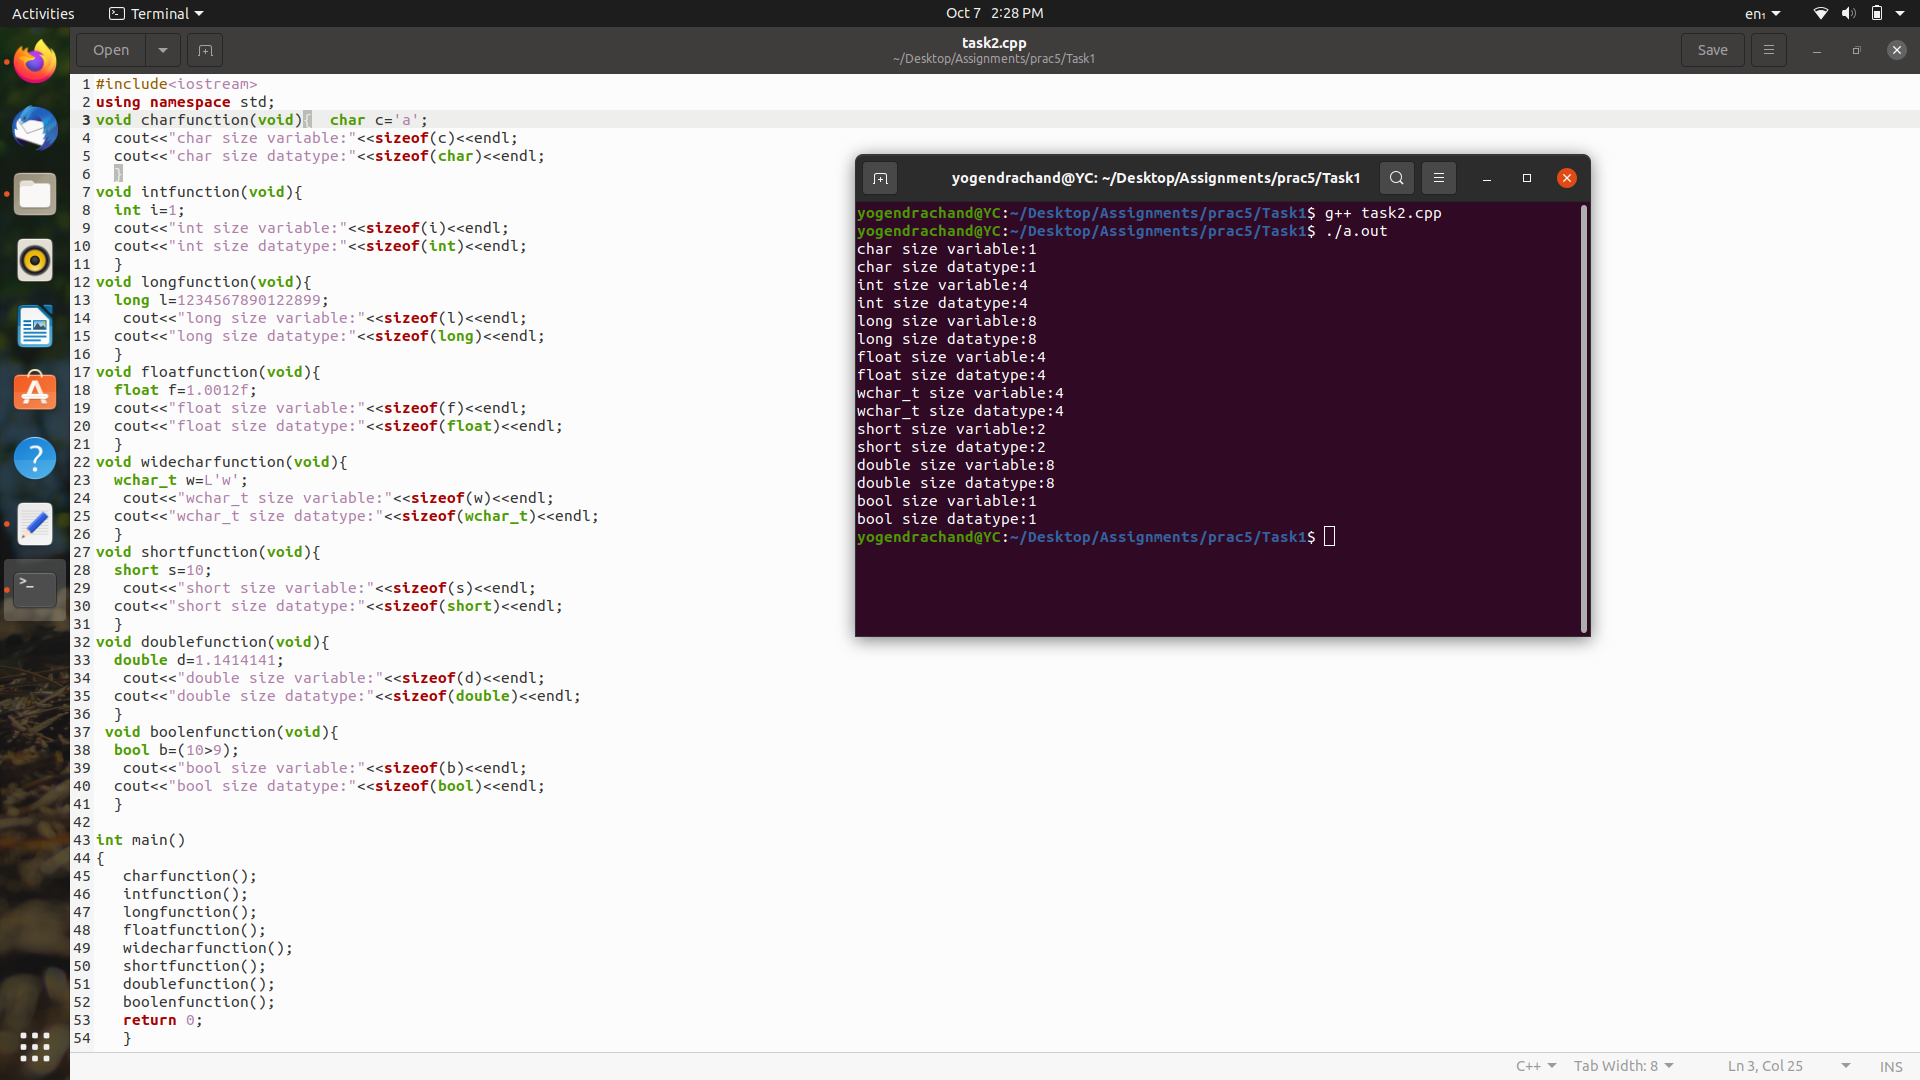 Activities Terminal Oct 7 2:28 PM en₁
Open task2.cpp Save
~/Desktop/Assignments/prac5/Task1
1 #include<iostream>
2 using namespace std;
3 void charfunction(void){  char c='a';
4   cout<<"char size variable:"<<sizeof(c)<<endl;
5   cout<<"char size datatype:"<<sizeof(char)<<endl;
6   }
7 void intfunction(void){
8   int i=1;
9   cout<<"int size variable:"<<sizeof(i)<<endl;
10   cout<<"int size datatype:"<<sizeof(int)<<endl;
11   }
12 void longfunction(void){
13   long l=1234567890122899;
14    cout<<"long size variable:"<<sizeof(l)<<endl;
15   cout<<"long size datatype:"<<sizeof(long)<<endl;
16   }
17 void floatfunction(void){
18   float f=1.0012f;
19   cout<<"float size variable:"<<sizeof(f)<<endl;
20   cout<<"float size datatype:"<<sizeof(float)<<endl;
21   }
22 void widecharfunction(void){
23   wchar_t w=L'w';
24    cout<<"wchar_t size variable:"<<sizeof(w)<<endl;
25   cout<<"wchar_t size datatype:"<<sizeof(wchar_t)<<endl;
26   }
27 void shortfunction(void){
28   short s=10;
29    cout<<"short size variable:"<<sizeof(s)<<endl;
30   cout<<"short size datatype:"<<sizeof(short)<<endl;
31   }
32 void doublefunction(void){
33   double d=1.1414141;
34    cout<<"double size variable:"<<sizeof(d)<<endl;
35   cout<<"double size datatype:"<<sizeof(double)<<endl;
36   }
37  void boolenfunction(void){
38   bool b=(10>9);
39    cout<<"bool size variable:"<<sizeof(b)<<endl;
40   cout<<"bool size datatype:"<<sizeof(bool)<<endl;
41   }
42
43 int main()
44 {
45    charfunction();
46    intfunction();
47    longfunction();
48    floatfunction();
49    widecharfunction();
50    shortfunction();
51    doublefunction();
52    boolenfunction();
53    return 0;
54    }
yogendrachand@YC: ~/Desktop/Assignments/prac5/Task1
yogendrachand@YC:~/Desktop/Assignments/prac5/Task1$ g++ task2.cpp
yogendrachand@YC:~/Desktop/Assignments/prac5/Task1$ ./a.out
char size variable:1
char size datatype:1
int size variable:4
int size datatype:4
long size variable:8
long size datatype:8
float size variable:4
float size datatype:4
wchar_t size variable:4
wchar_t size datatype:4
short size variable:2
short size datatype:2
double size variable:8
double size datatype:8
bool size variable:1
bool size datatype:1
yogendrachand@YC:~/Desktop/Assignments/prac5/Task1$
C++ Tab Width: 8 Ln 3, Col 25 INS